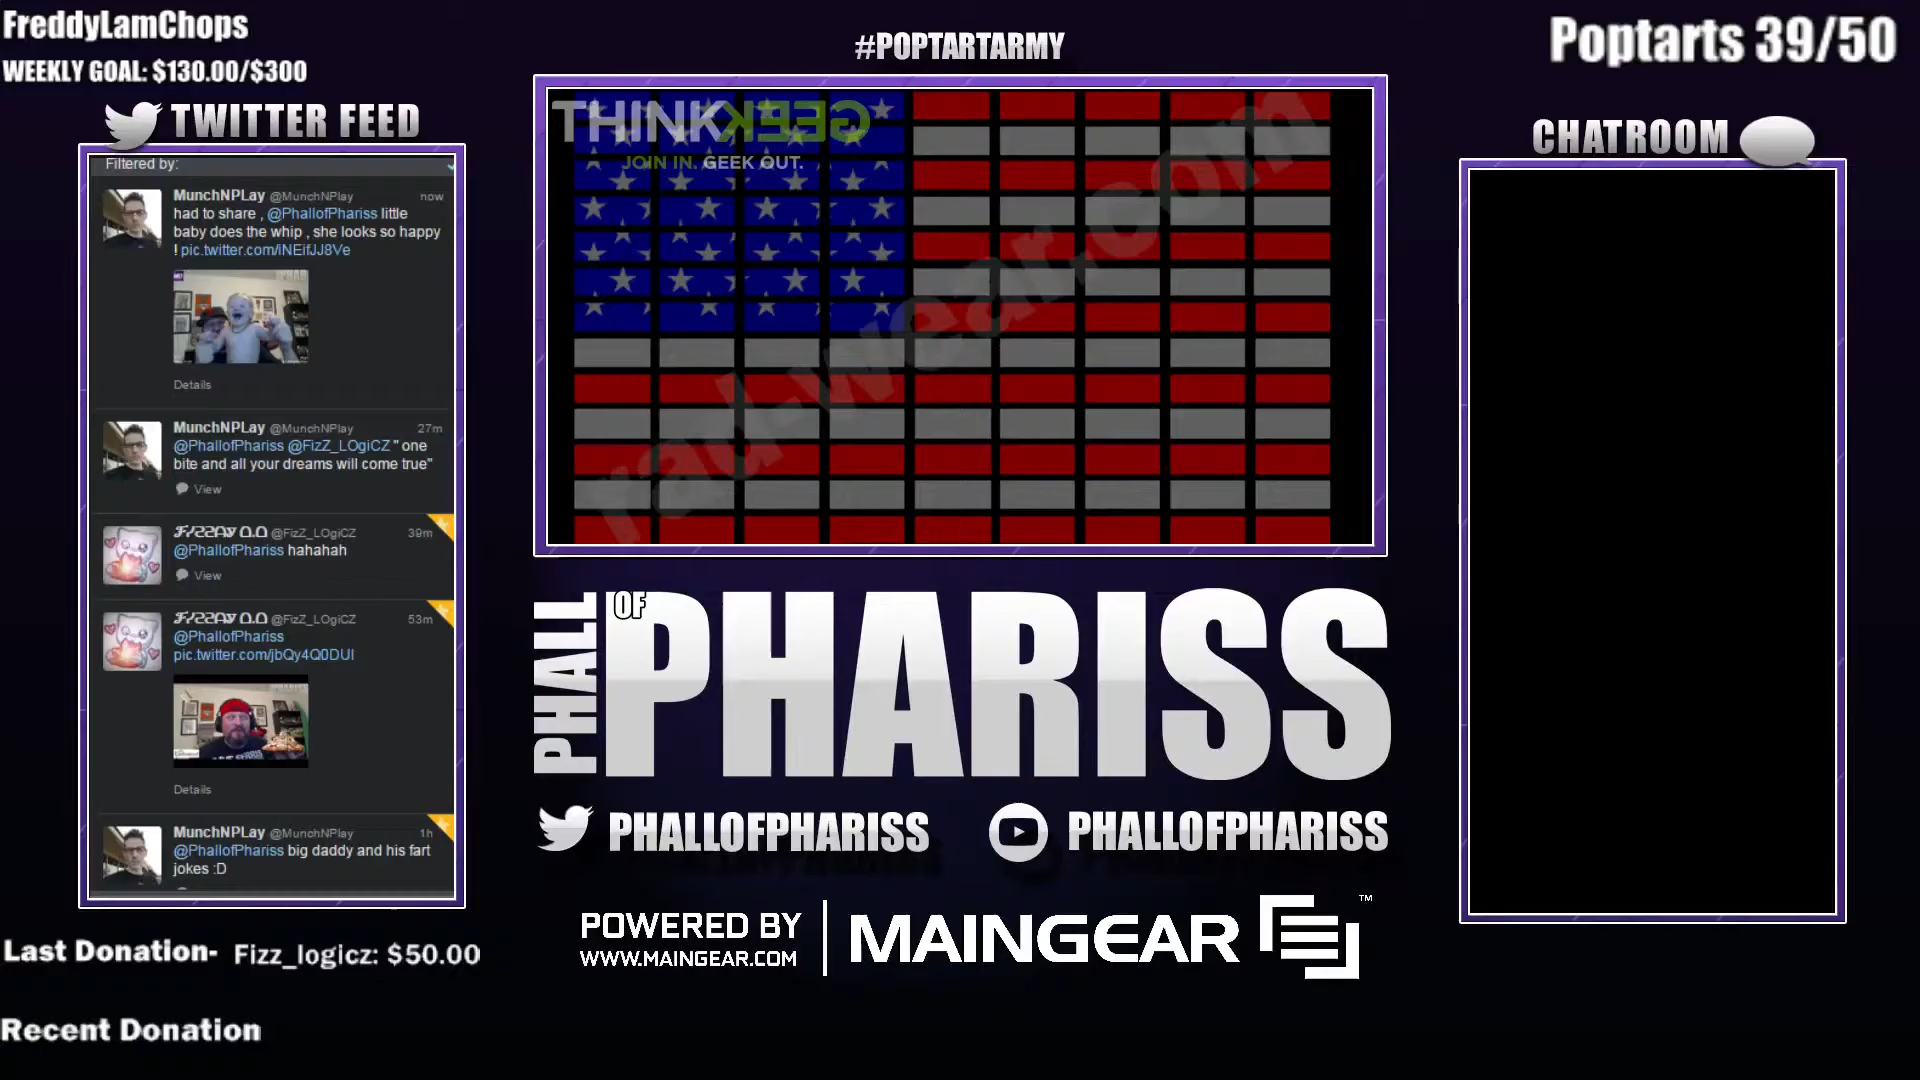 FreddyLamChops
WEEKLY GOAL: $130.00/$300
TWITTER FEED
Filtered by:
MunchNPLay @MunchNPlay now
had to share , @PhallofPhariss little
baby does the whip , she looks so happy
! pic.twitter.com/iNEifJJ8Ve
Details
MunchNPLay @MunchNPlay 27m
@PhallofPhariss @FizZ_LOgiCZ " one
bite and all your dreams will come true"
View
@FizZ_LOgiCZ 39m
@PhallofPhariss hahahah
View
@FizZ_LOgiCZ 53m
@PhallofPhariss
pic.twitter.com/jbQy4Q0DUI
Details
MunchNPLay @MunchNPlay 1h
@PhallofPhariss big daddy and his fart
jokes :D
Last Donation- Fizz_logicz: $50.00
Recent Donation
#POPTARTARMY
THINKGEEK
JOIN IN. GEEK OUT.
rad-wear.com
PHALL OF PHARISS
PHALLOFPHARISS PHALLOFPHARISS
POWERED BY MAINGEAR™
WWW.MAINGEAR.COM
Poptarts 39/50
CHATROOM